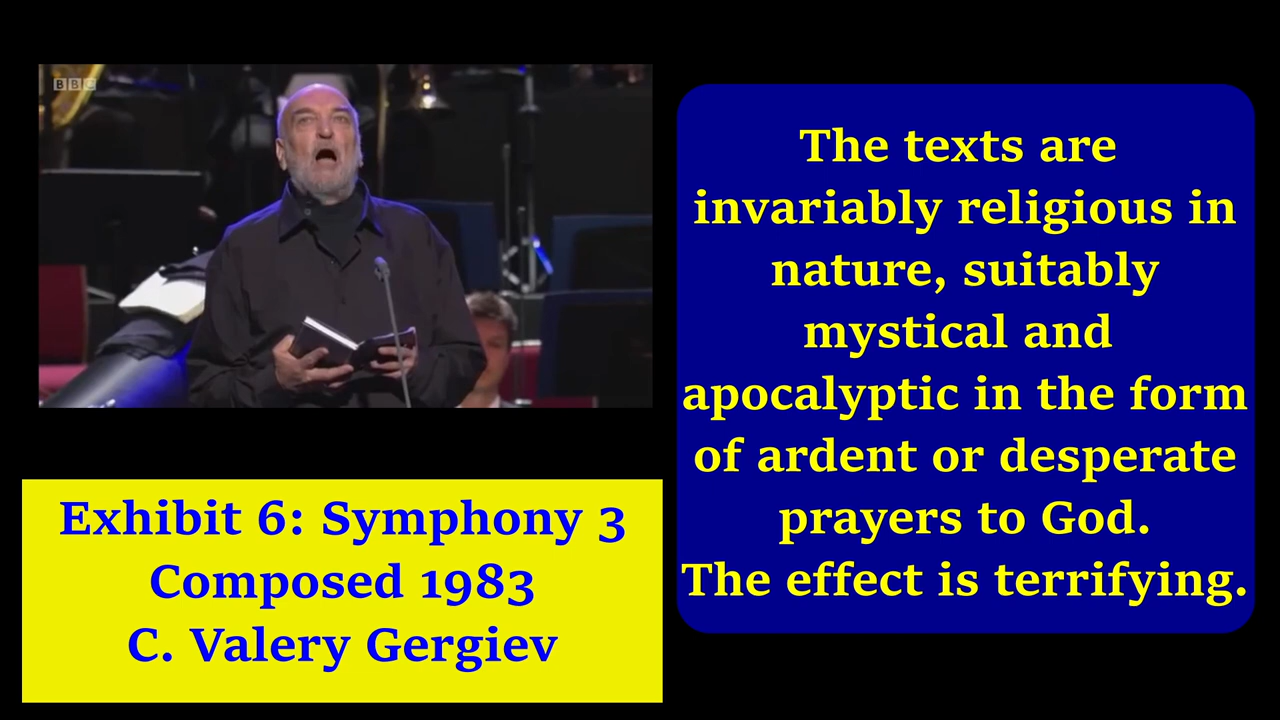 BBC
The texts are
invariably religious in
nature, suitably
mystical and
apocalyptic in the form
of ardent or desperate
prayers to God.
The effect is terrifying.
Exhibit 6: Symphony 3
Composed 1983
C. Valery Gergiev